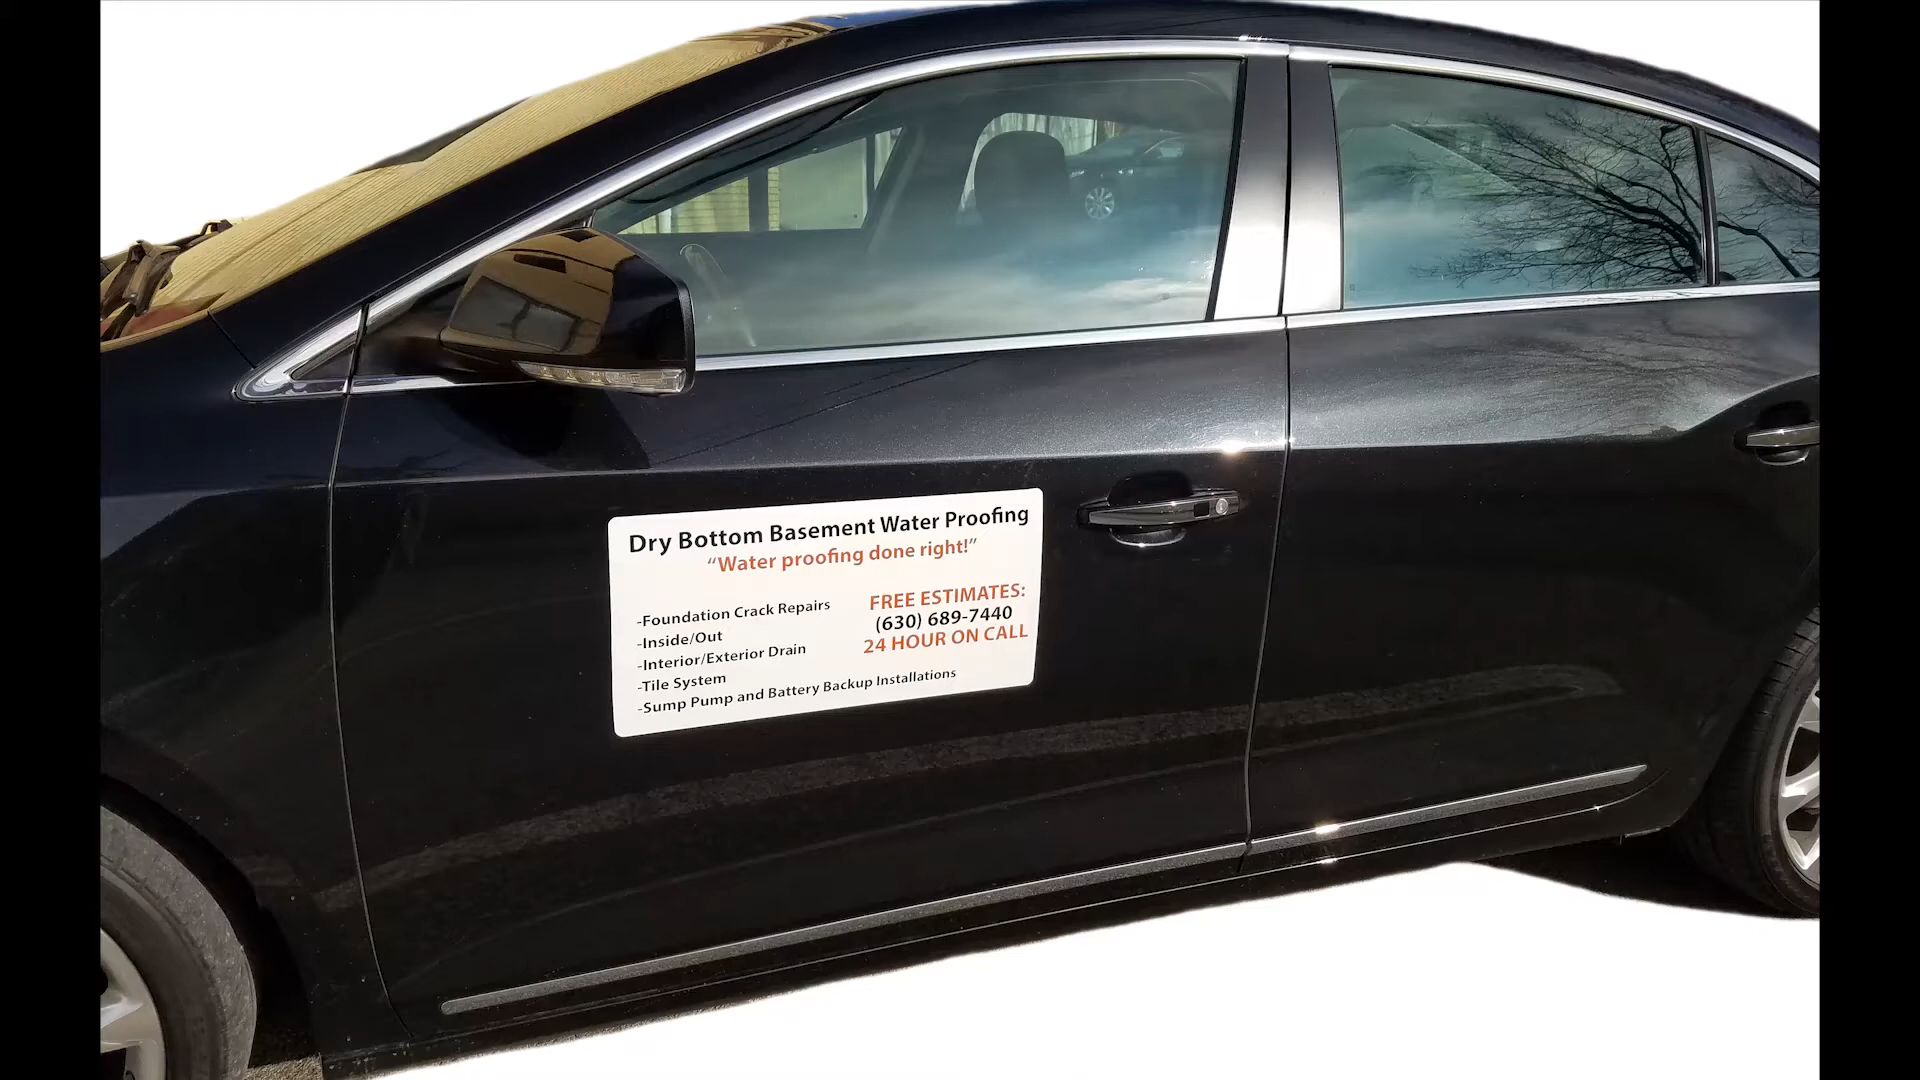 Dry Bottom Basement Water Proofing
“Water proofing done right!”
-Foundation Crack Repairs
-Inside/Out
-Interior/Exterior Drain
-Tile System
-Sump Pump and Battery Backup Installations
FREE ESTIMATES:
(630) 689-7440
24 HOUR ON CALL